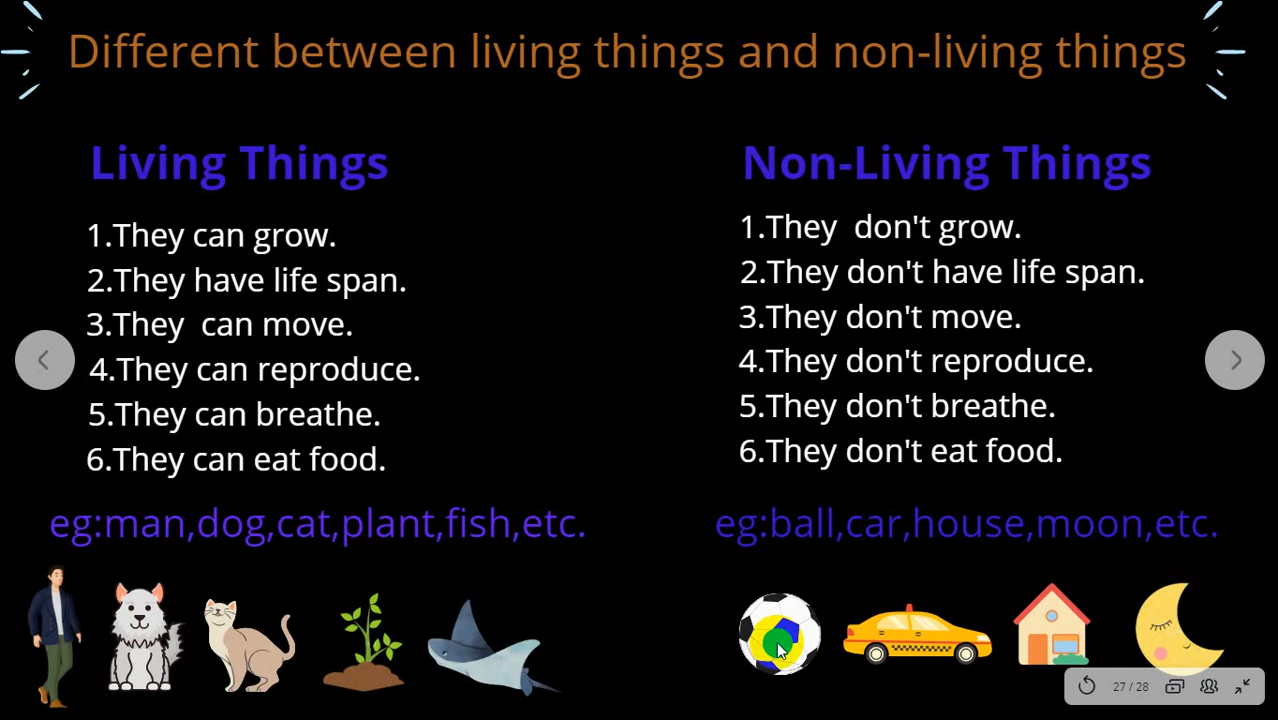 Different between living things and non-living things
Living Things
1.They can grow.
2.They have life span.
3.They  can move.
4.They can reproduce.
5.They can breathe.
6.They can eat food.
eg:man,dog,cat,plant,fish,etc.
Non-Living Things
1.They  don't grow.
2.They don't have life span.
3.They don't move.
4.They don't reproduce.
5.They don't breathe.
6.They don't eat food.
eg:ball,car,house,moon,etc.
27 / 28